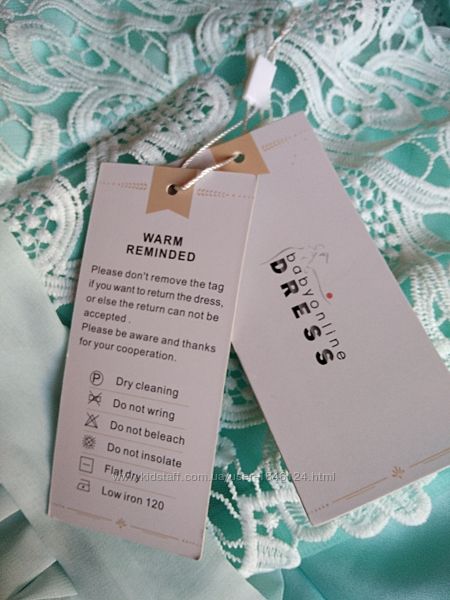 WARM
REMINDED
Please don't remove the tag
if you want to return the dress,
or else the return can not be
accepted .
Please be aware and thanks
for your cooperation.
P Dry cleaning
Do not wring
Do not beleach
Do not insolate
Flat dry
Low iron 120
babyonline
DRESS